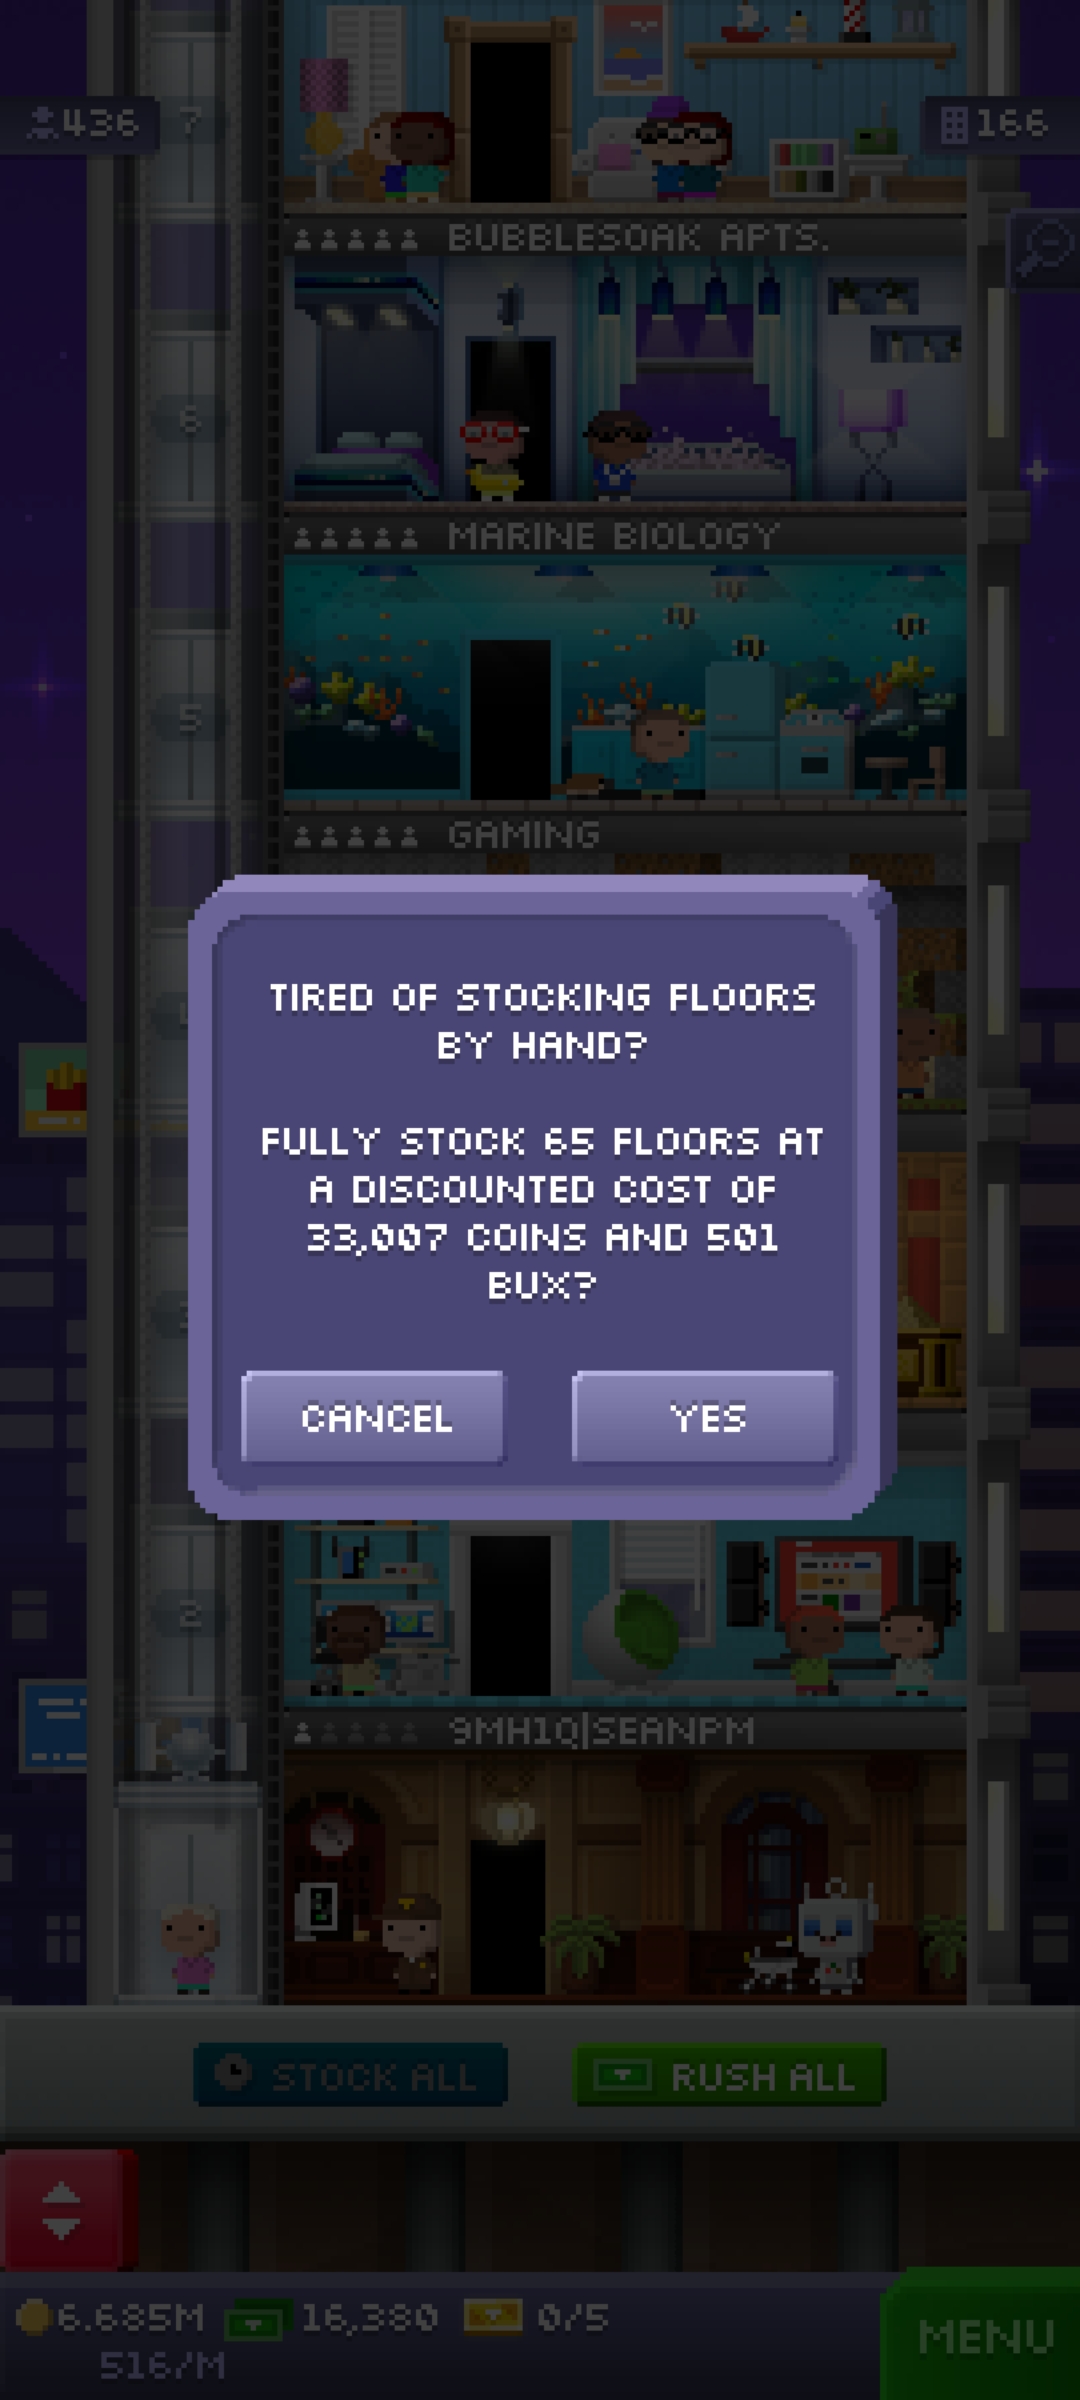 436
7
166
BUBBLESOAK APTS.
6
MARINE BIOLOGY
5
GAMING
TIRED OF STOCKING FLOORS
BY HAND?
FULLY STOCK 65 FLOORS AT
A DISCOUNTED COST OF
33,007 COINS AND 501
BUX?
CANCEL
YES
2
9MH1Q|SEANPM
STOCK ALL
RUSH ALL
6.685M
16,380
0/5
516/M
MENU